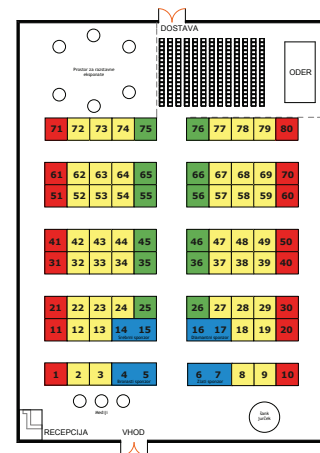 DOSTAVA
Prostor za razstavne
eksponate
ODER
71 72 73 74 75 76 77 78 79 80
61 62 63 64 65 66 67 68 69 70
51 52 53 54 55 56 57 58 59 60
41 42 43 44 45 46 47 48 49 50
31 32 33 34 35 36 37 38 39 40
21 22 23 24 25 26 27 28 29 30
11 12 13 14 15 16 17 18 19 20
Srebrni sponzor
1 2 3 4 5 6 7 8 9 10
Bronasti sponzor Zlati sponzor
Mediji
RECEPCIJA VHOD